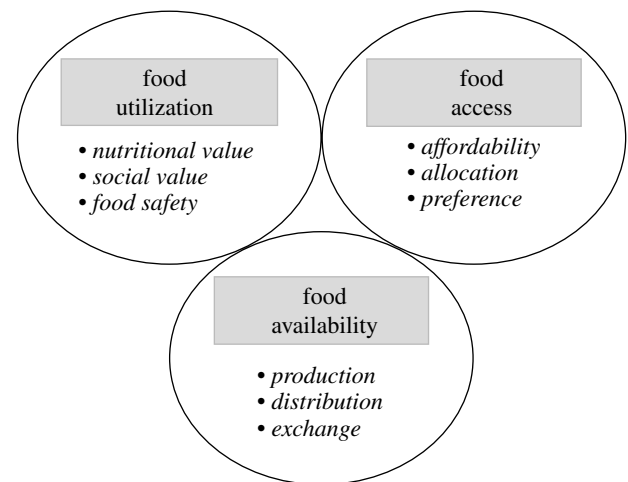 food
utilization
• nutritional value
• social value
• food safety
food
access
• affordability
• allocation
• preference
food
availability
• production
• distribution
• exchange